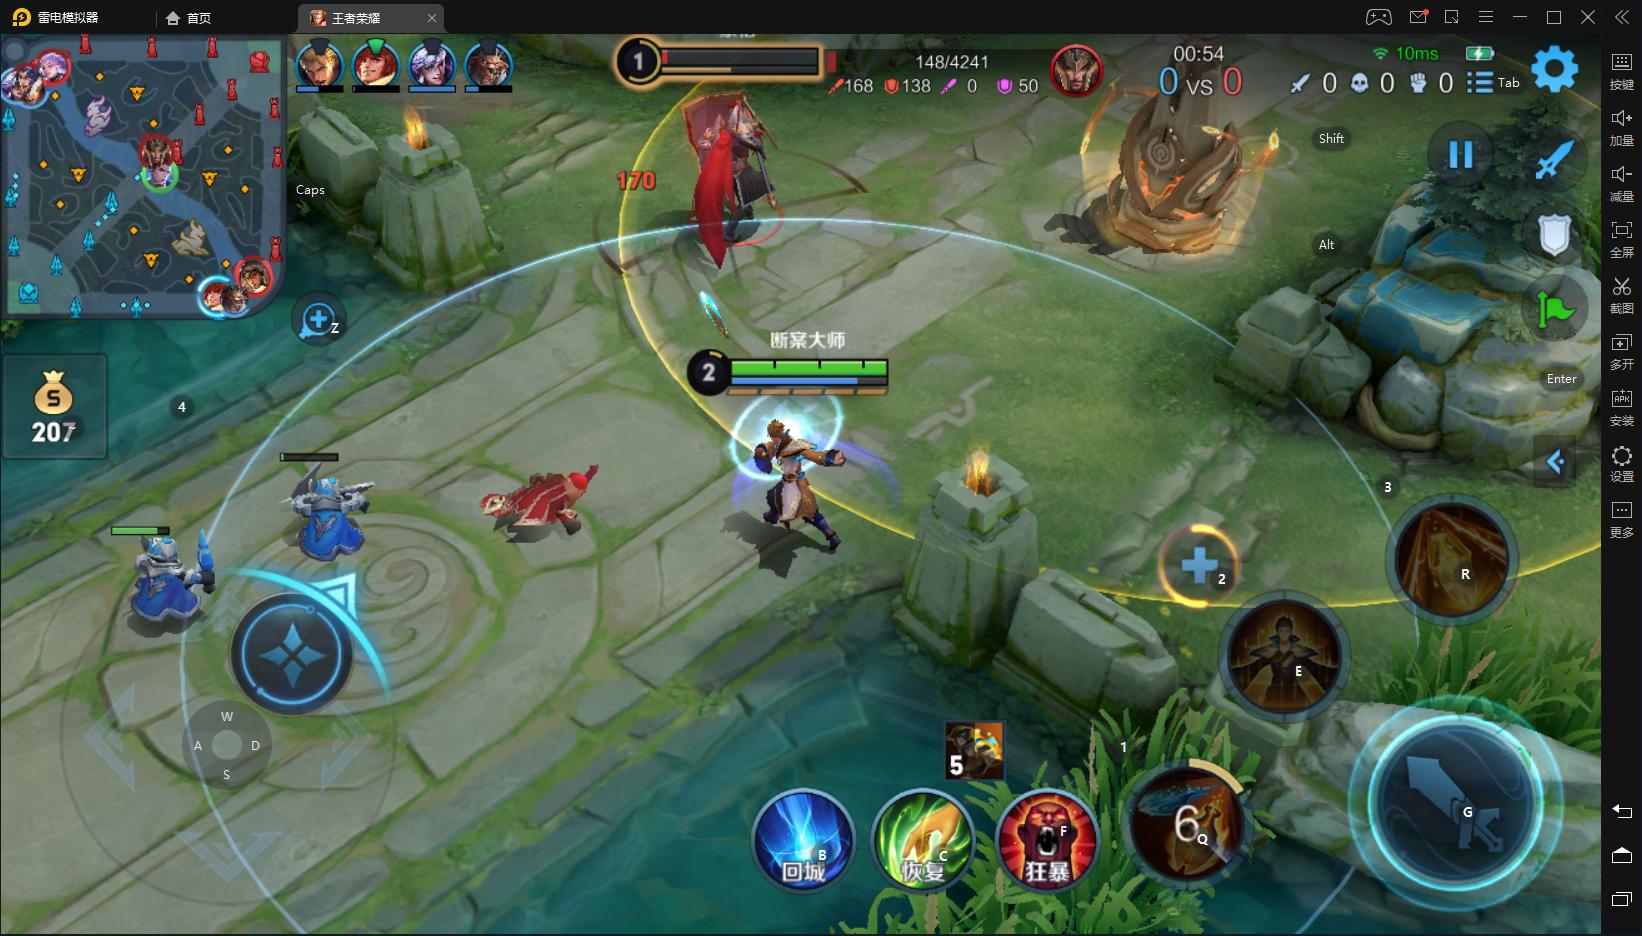 雷电模拟器
首页
王者荣耀
1
148/4241
168 138 0 50
00:54
0 VS 0
10ms
0 0 0 Tab
按键
加量
减量
全屏
截图
多开
安装
设置
更多
Shift
Caps
170
Alt
Z
断案大师
2
Enter
207
4
3
R
2
E
W
A D
S
1
5
6
Q
G
B
回城
C
恢复
F
狂暴